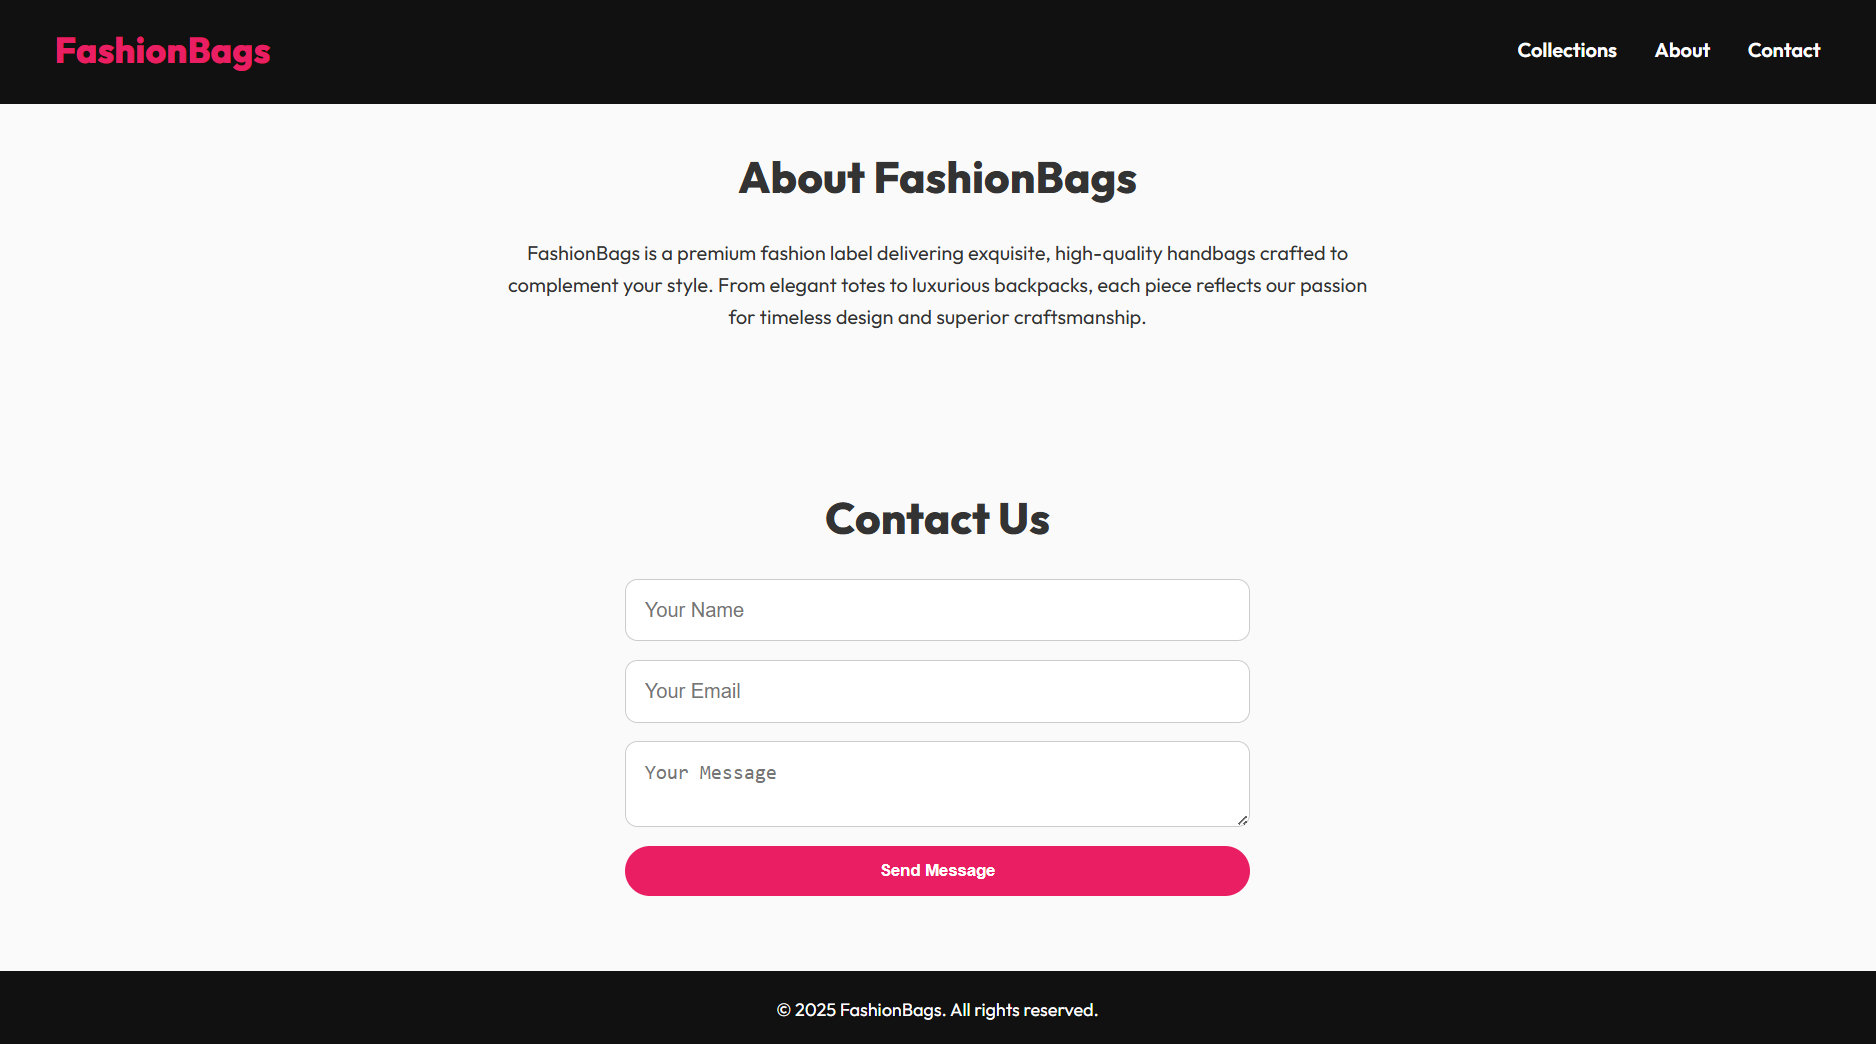 FashionBags
Collections
About
Contact
About FashionBags
FashionBags is a premium fashion label delivering exquisite, high-quality handbags crafted to
complement your style. From elegant totes to luxurious backpacks, each piece reflects our passion
for timeless design and superior craftsmanship.
Contact Us
Your Name
Your Email
Your Message
Send Message
© 2025 FashionBags. All rights reserved.